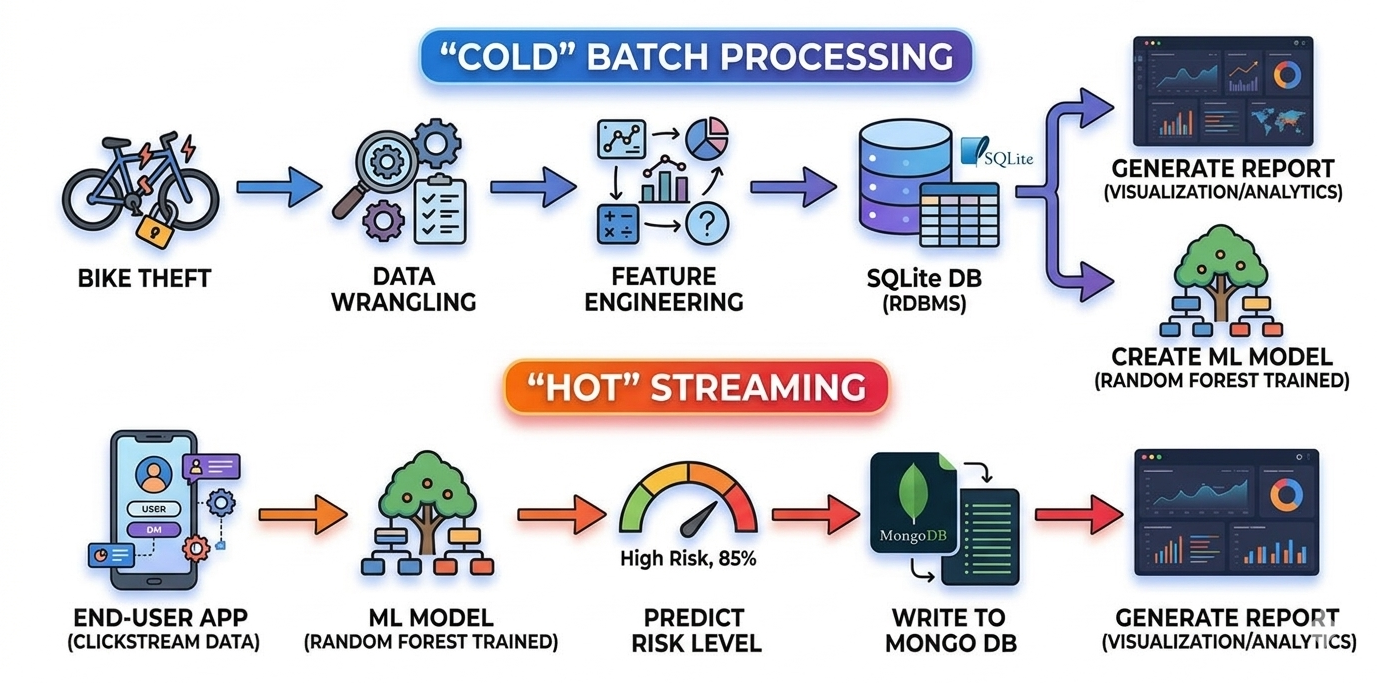 “COLD” BATCH PROCESSING
BIKE THEFT
DATA
WRANGLING
FEATURE
ENGINEERING
SQLite
SQLite DB
(RDBMS)
GENERATE REPORT
(VISUALIZATION/ANALYTICS)
CREATE ML MODEL
(RANDOM FOREST TRAINED)
“HOT” STREAMING
USER
DM
END-USER APP
(CLICKSTREAM DATA)
ML MODEL
(RANDOM FOREST TRAINED)
High Risk, 85%
PREDICT
RISK LEVEL
MongoDB
WRITE TO
MONGO DB
GENERATE REPORT
(VISUALIZATION/ANALYTICS)